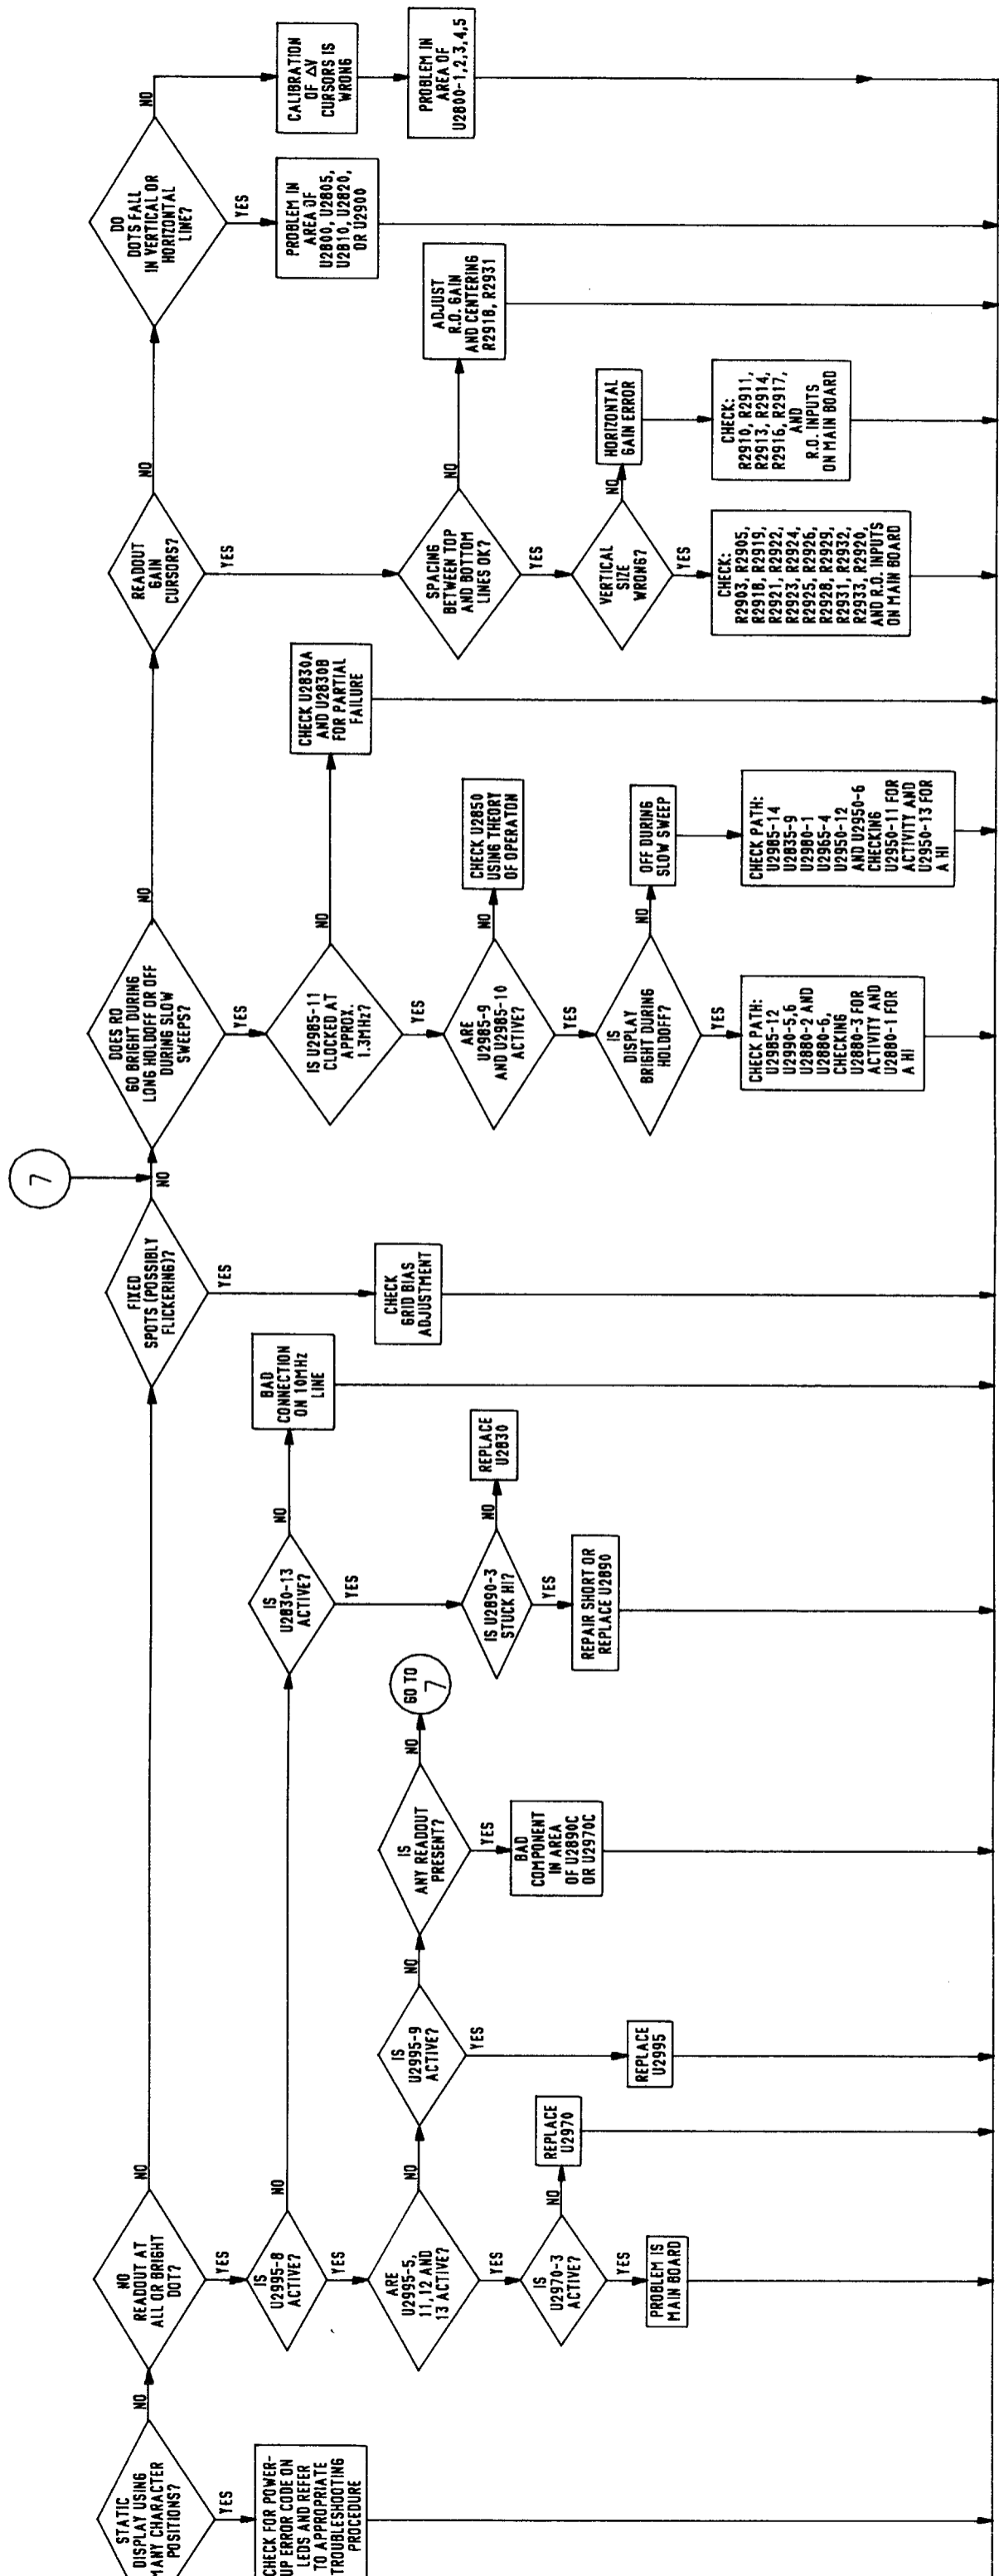 STATIC
DISPLAY USING
MANY CHARACTER
POSITIONS?
NO
YES
CHECK FOR POWER-
UP ERROR CODE ON
LEDS AND REFER
TO APPROPRIATE
TROUBLESHOOTING
PROCEDURE
NO
READOUT AT
ALL OR BRIGHT
DOT?
NO
YES
IS
U2995-8
ACTIVE?
NO
YES
ARE
U2995-5,
11,12 AND
13 ACTIVE?
NO
YES
IS
U2970-3
ACTIVE?
NO
REPLACE
U2970
YES
PROBLEM IS
MAIN BOARD
IS
U2995-9
ACTIVE?
NO
YES
REPLACE
U2995
IS
ANY READOUT
PRESENT?
NO
GO TO
7
YES
BAD
COMPONENT
IN AREA
OF U2890C
OR U2970C
IS
U2830-13
ACTIVE?
NO
BAD
CONNECTION
ON 10MHz
LINE
YES
IS U2890-3
STUCK HI?
NO
REPLACE
U2830
YES
REPAIR SHORT OR
REPLACE U2890
FIXED
SPOTS (POSSIBLY
FLICKERING)?
NO
YES
CHECK
GRID BIAS
ADJUSTMENT
7
DOES RO
GO BRIGHT DURING
LONG HOLDOFF OR OFF
DURING SLOW
SWEEPS?
NO
YES
IS U2985-11
CLOCKED AT
APPROX.
1.3MHz?
NO
CHECK U2830A
AND U2830B
FOR PARTIAL
FAILURE
YES
ARE
U2985-9
AND U2985-10
ACTIVE?
NO
CHECK U2850
USING THEORY
OF OPERATON
YES
IS
DISPLAY
BRIGHT DURING
HOLDOFF?
NO
OFF DURING
SLOW SWEEP
CHECK PATH:
U2985-14
U2835-9
U2980-1
U2965-4
U2950-12
AND U2950-6
CHECKING
U2950-11 FOR
ACTIVITY AND
U2950-13 FOR
A HI
YES
CHECK PATH:
U2985-12
U2990-5,6
U2880-2 AND
U2880-6,
CHECKING
U2880-3 FOR
ACTIVITY AND
U2880-1 FOR
A HI
READOUT
GAIN
CURSORS?
NO
YES
SPACING
BETWEEN TOP
AND BOTTOM
LINES OK?
NO
ADJUST
R.O. GAIN
AND CENTERING
R2918, R2931
YES
VERTICAL
SIZE
WRONG?
NO
HORIZONTAL
GAIN ERROR
CHECK:
R2910, R2911,
R2913, R2914,
R2916, R2917,
AND
R.O. INPUTS
ON MAIN BOARD
YES
CHECK:
R2903, R2905,
R2918, R2919,
R2921, R2922,
R2923, R2924,
R2925, R2926,
R2928, R2929,
R2931, R2932,
R2933, R2920,
AND R.O. INPUTS
ON MAIN BOARD
DO
DOTS FALL
IN VERTICAL OR
HORIZONTAL
LINE?
NO
CALIBRATION
OF ΔV
CURSORS IS
WRONG
PROBLEM IN
AREA OF
U2800-1,2,3,4,5
YES
PROBLEM IN
AREA OF
U2800, U2805,
U2810, U2820,
OR U2900